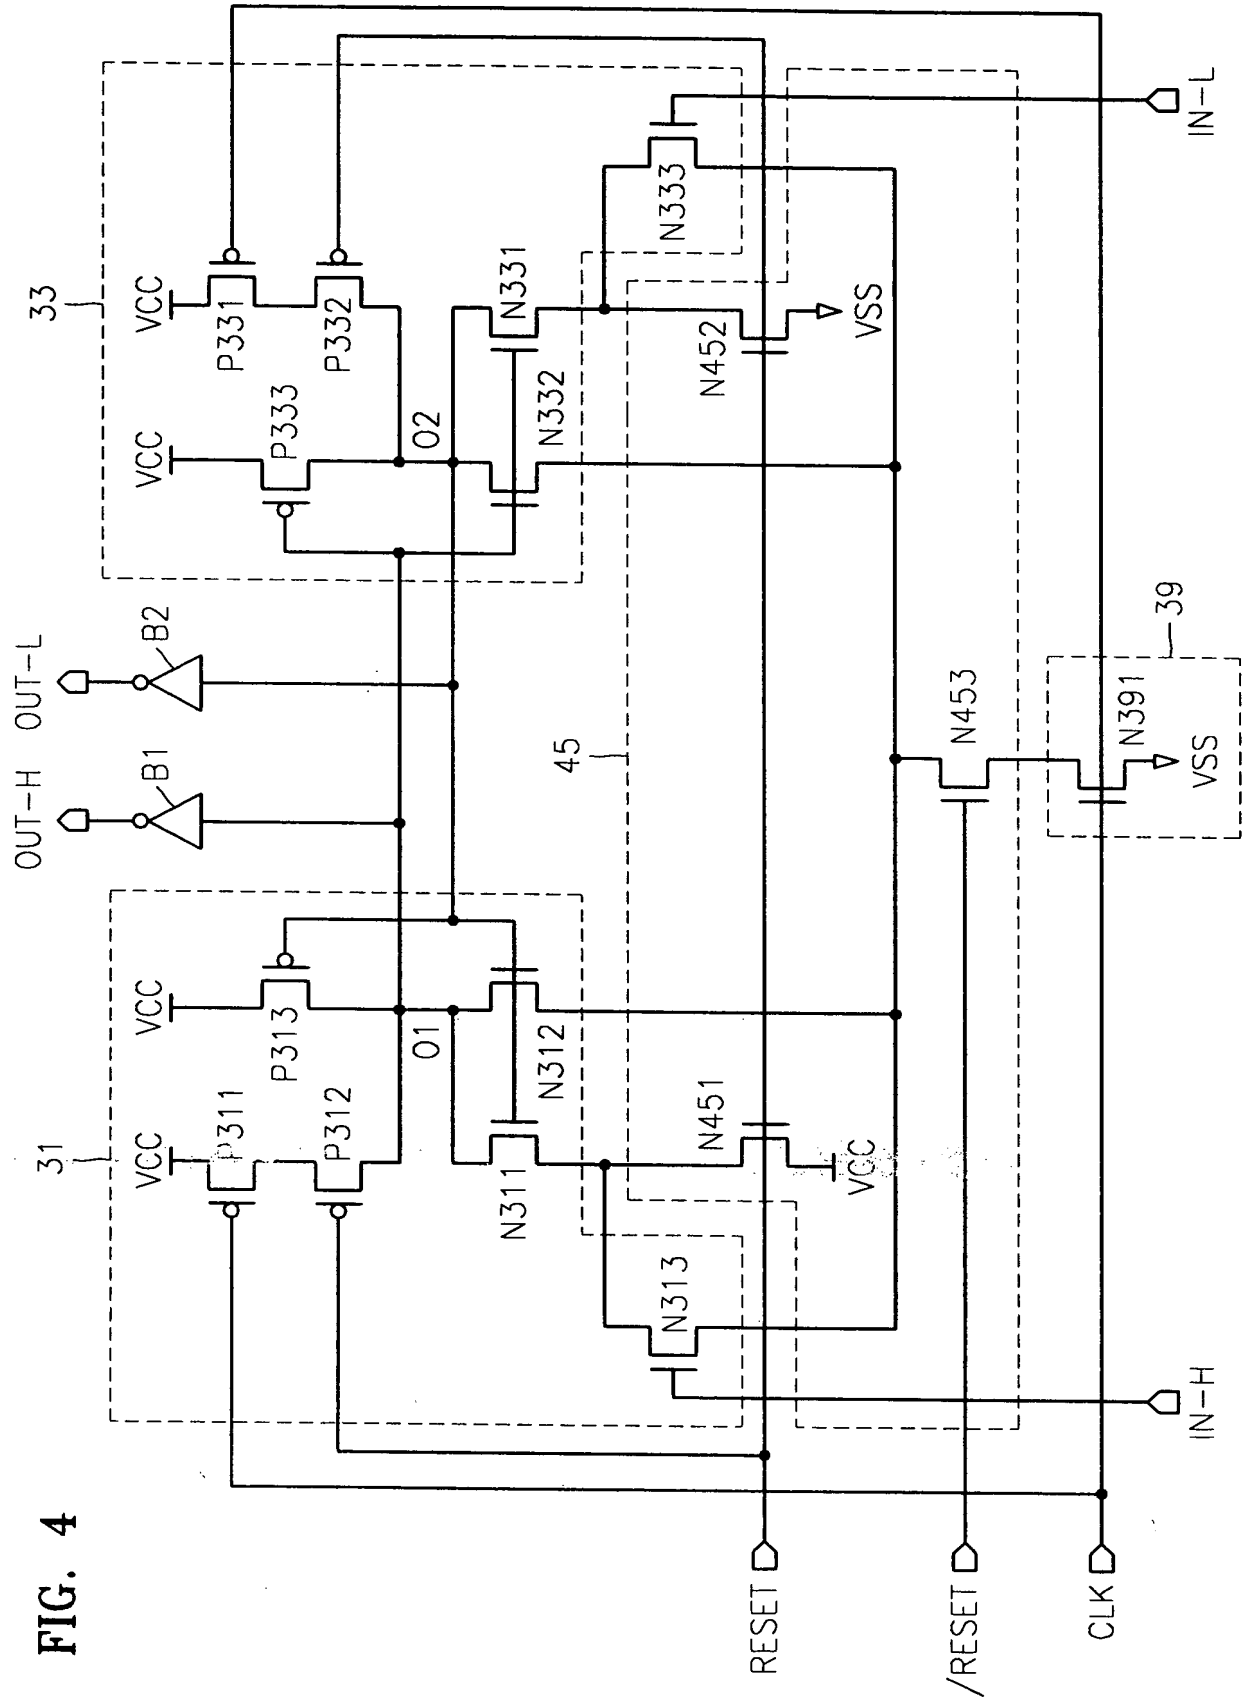 FIG. 4
OUT-H
OUT-L
B1
B2
31
33
VCC
VCC
VCC
VCC
P311
P313
P333
P331
P312
P332
O1
O2
N311
N312
N332
N331
45
N313
N451
N452
N333
VCC
VSS
RESET
/RESET
N453
CLK
N391
39
VSS
IN-H
IN-L